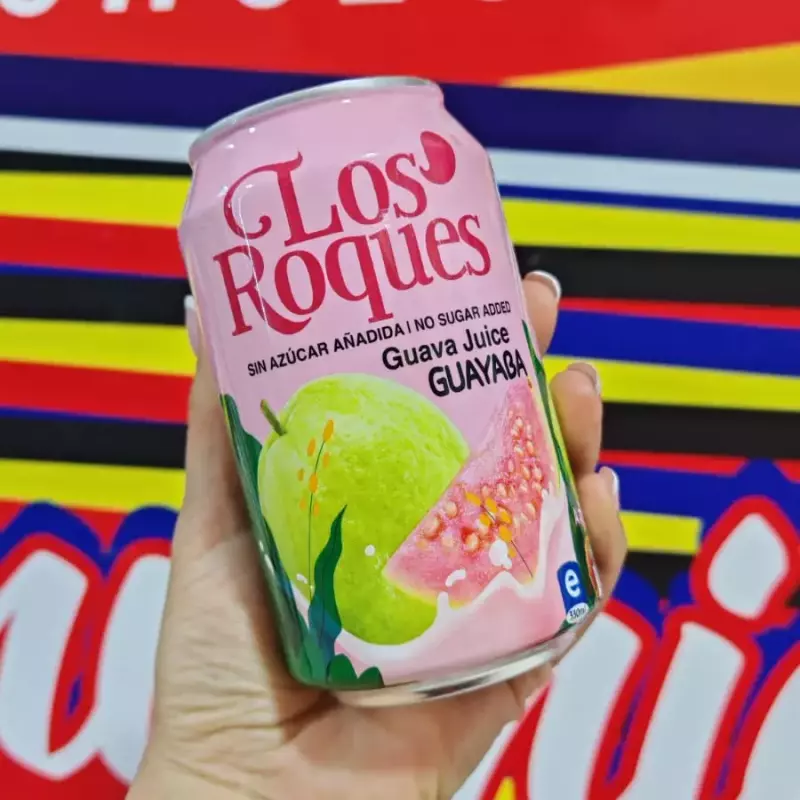 Los
Roques
SIN AZÚCAR AÑADIDA | NO SUGAR ADDED
Guava Juice
GUAYABA
e